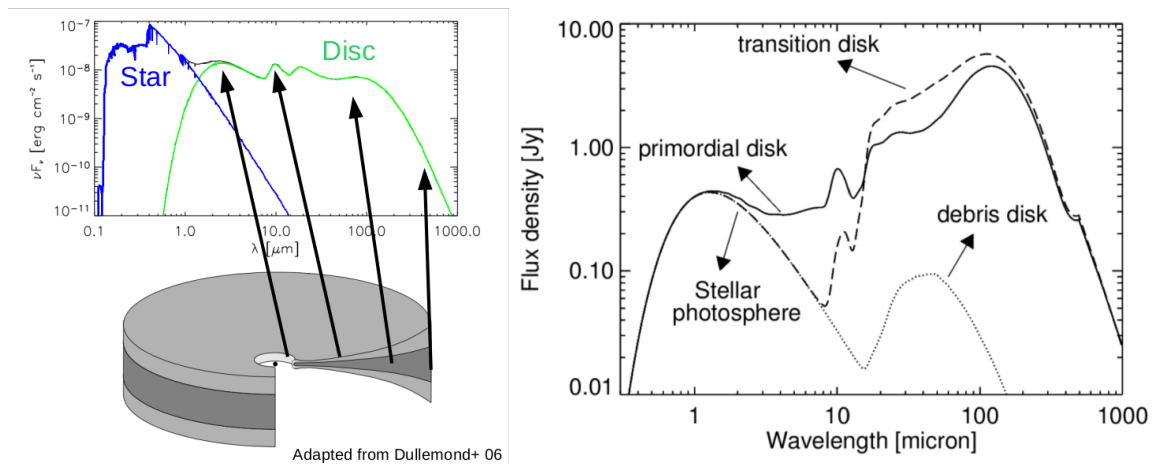 10⁻⁷
10⁻⁸
10⁻⁹
10⁻¹⁰
10⁻¹¹
νFᵥ [erg cm⁻² s⁻¹]
Star
Disc
0.1 1.0 10.0 100.0 1000.0
λ [μm]
Adapted from Dullemond+ 06
10.00
1.00
0.10
0.01
Flux density [Jy]
transition disk
primordial disk
debris disk
Stellar
photosphere
1 10 100 1000
Wavelength [micron]